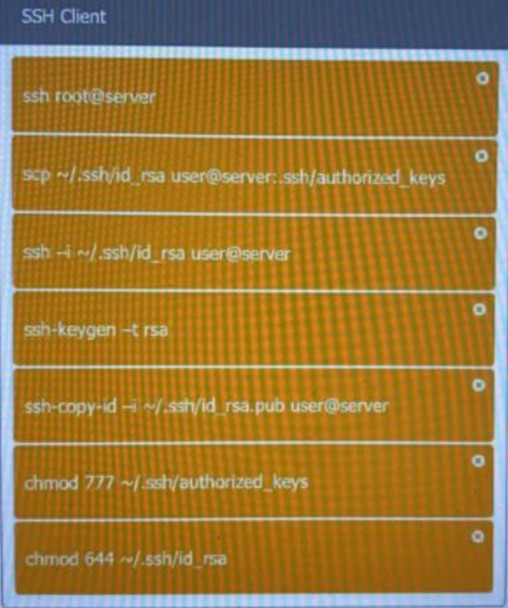 SSH Client
ssh root@server
scp ~/.ssh/id_rsa user@server:.ssh/authorized_keys
ssh –i ~/.ssh/id_rsa user@server
ssh-keygen –t rsa
ssh-copy-id –i ~/.ssh/id_rsa.pub user@server
chmod 777 ~/.ssh/authorized_keys
chmod 644 ~/.ssh/id_rsa